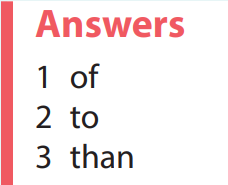 Answers
1 of
2 to
3 than